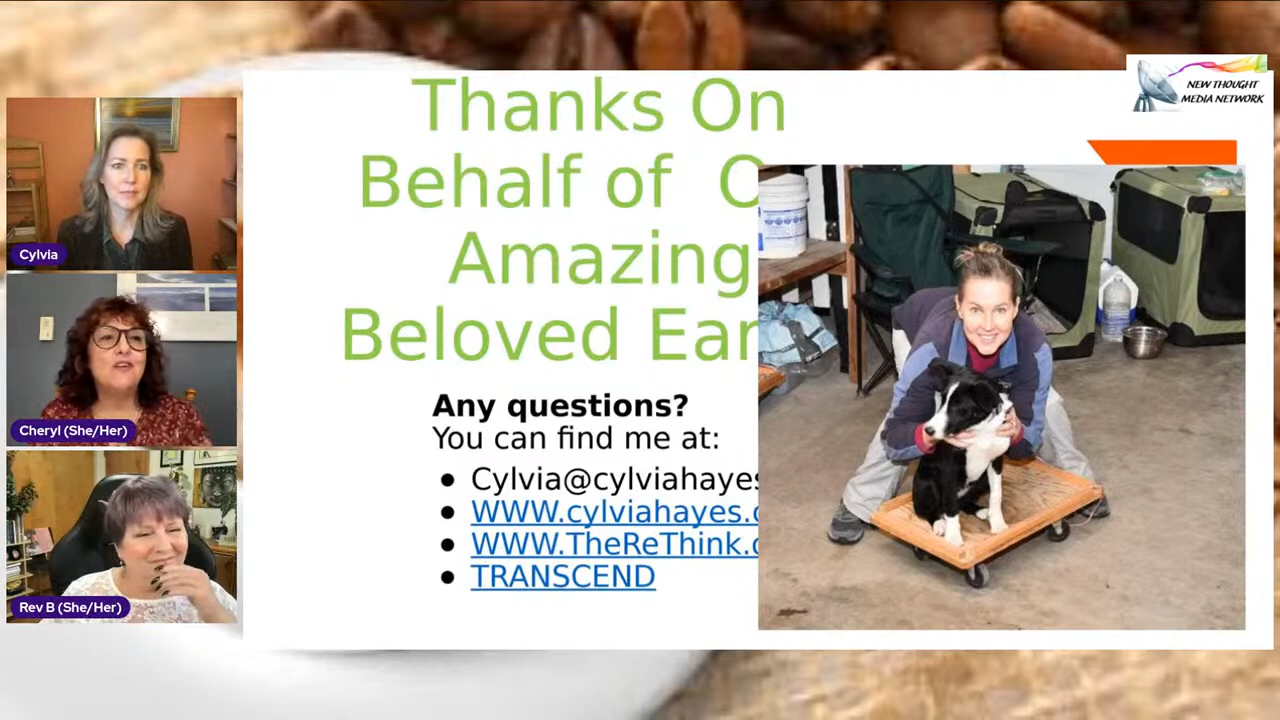 NEW THOUGHT
MEDIA NETWORK
Thanks On
Behalf of
Amazing
Beloved
Any questions?
You can find me at:
Cylvia
Cheryl (She/Her)
Rev B (She/Her)
• Cylvia@cylviahayes
• WWW.cylviahayes.
• WWW.TheReThink.
• TRANSCEND